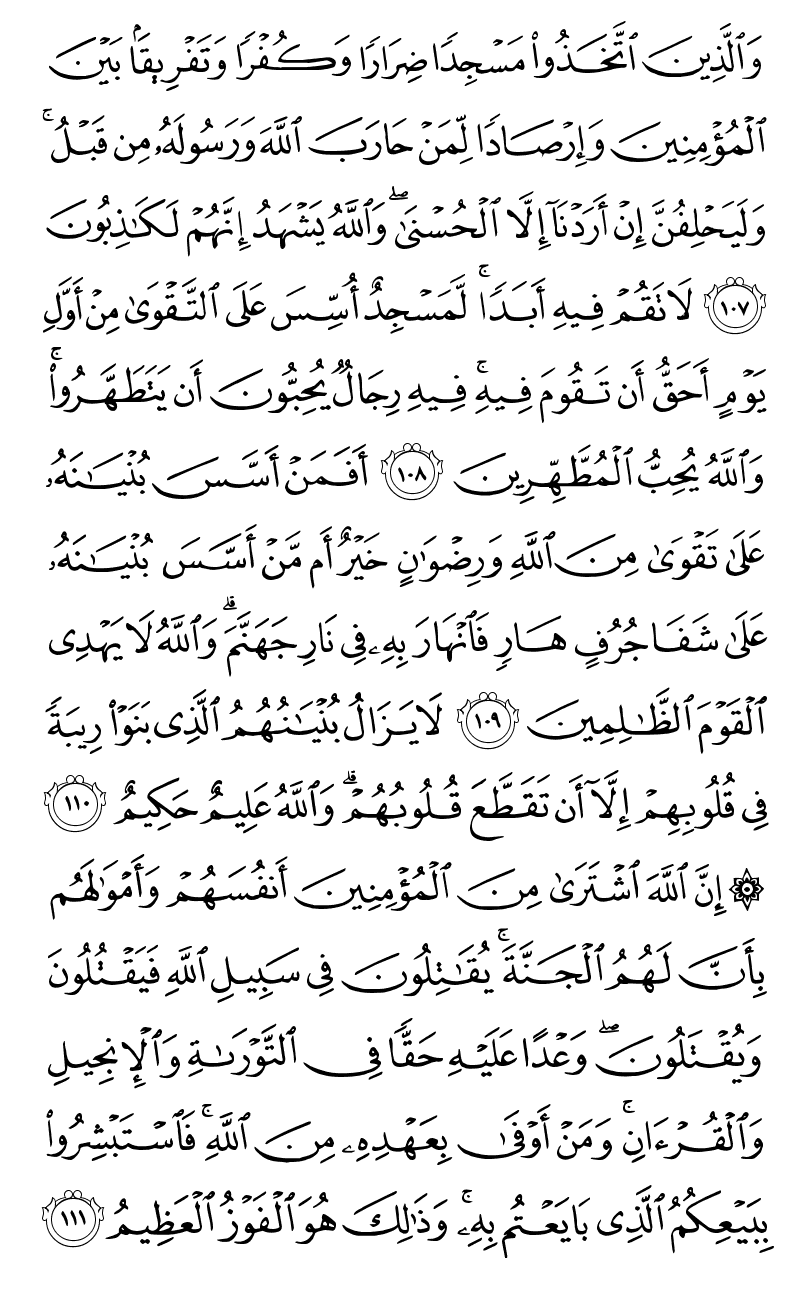 وَٱلَّذِينَ ٱتَّخَذُوا۟ مَسْجِدًۭا ضِرَارًۭا وَكُفْرًۭا وَتَفْرِيقًۢا بَيْنَ
ٱلْمُؤْمِنِينَ وَإِرْصَادًۭا لِّمَنْ حَارَبَ ٱللَّهَ وَرَسُولَهُۥ مِن قَبْلُ ۚ
وَلَيَحْلِفُنَّ إِنْ أَرَدْنَآ إِلَّا ٱلْحُسْنَىٰ ۖ وَٱللَّهُ يَشْهَدُ إِنَّهُمْ لَكَـٰذِبُونَ
١٠٧ لَا تَقُمْ فِيهِ أَبَدًۭا ۚ لَّمَسْجِدٌ أُسِّسَ عَلَى ٱلتَّقْوَىٰ مِنْ أَوَّلِ
يَوْمٍ أَحَقُّ أَن تَقُومَ فِيهِ ۚ فِيهِ رِجَالٌۭ يُحِبُّونَ أَن يَتَطَهَّرُوا۟ ۚ
وَٱللَّهُ يُحِبُّ ٱلْمُطَّهِّرِينَ ١٠٨ أَفَمَنْ أَسَّسَ بُنْيَـٰنَهُۥ
عَلَىٰ تَقْوَىٰ مِنَ ٱللَّهِ وَرِضْوَٰنٍ خَيْرٌ أَم مَّنْ أَسَّسَ بُنْيَـٰنَهُۥ
عَلَىٰ شَفَا جُرُفٍ هَارٍۢ فَٱنْهَارَ بِهِۦ فِى نَارِ جَهَنَّمَ ۗ وَٱللَّهُ لَا يَهْدِى
ٱلْقَوْمَ ٱلظَّـٰلِمِينَ ١٠٩ لَا يَزَالُ بُنْيَـٰنُهُمُ ٱلَّذِى بَنَوْا۟ رِيبَةًۭ
فِى قُلُوبِهِمْ إِلَّآ أَن تَقَطَّعَ قُلُوبُهُمْ ۗ وَٱللَّهُ عَلِيمٌ حَكِيمٌ ١١٠
۞ إِنَّ ٱللَّهَ ٱشْتَرَىٰ مِنَ ٱلْمُؤْمِنِينَ أَنفُسَهُمْ وَأَمْوَٰلَهُم
بِأَنَّ لَهُمُ ٱلْجَنَّةَ ۚ يُقَـٰتِلُونَ فِى سَبِيلِ ٱللَّهِ فَيَقْتُلُونَ
وَيُقْتَلُونَ ۖ وَعْدًا عَلَيْهِ حَقًّۭا فِى ٱلتَّوْرَىٰةِ وَٱلْإِنجِيلِ
وَٱلْقُرْءَانِ ۚ وَمَنْ أَوْفَىٰ بِعَهْدِهِۦ مِنَ ٱللَّهِ ۚ فَٱسْتَبْشِرُوا۟
بِبَيْعِكُمُ ٱلَّذِى بَايَعْتُم بِهِۦ ۚ وَذَٰلِكَ هُوَ ٱلْفَوْزُ ٱلْعَظِيمُ ١١١